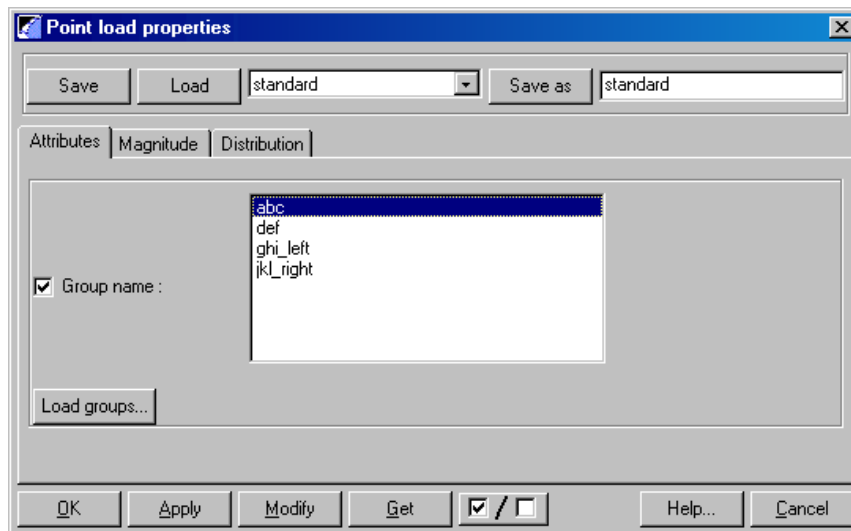 Point load properties
Save Load standard Save as standard
Attributes Magnitude Distribution
abc
def
ghi_left
jkl_right
Group name :
Load groups...
OK Apply Modify Get / Help... Cancel